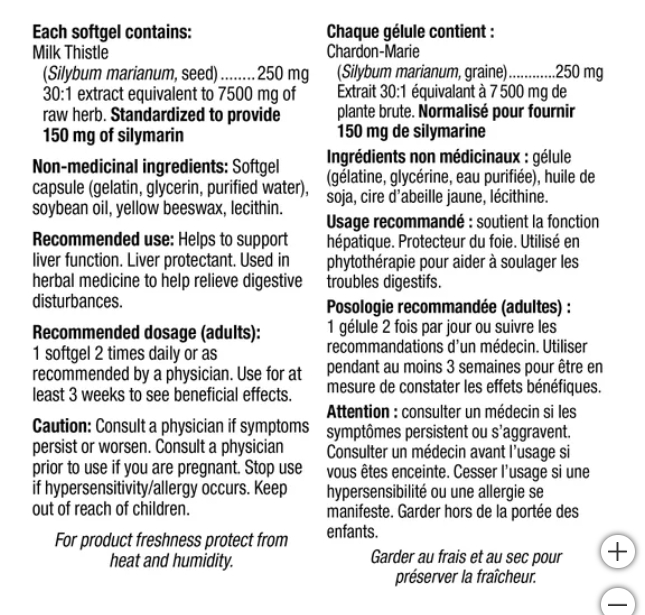 Each softgel contains:
Milk Thistle
(Silybum marianum, seed)........250 mg
30:1 extract equivalent to 7500 mg of
raw herb. Standardized to provide
150 mg of silymarin
Non-medicinal ingredients: Softgel
capsule (gelatin, glycerin, purified water),
soybean oil, yellow beeswax, lecithin.
Recommended use: Helps to support
liver function. Liver protectant. Used in
herbal medicine to help relieve digestive
disturbances.
Recommended dosage (adults):
1 softgel 2 times daily or as
recommended by a physician. Use for at
least 3 weeks to see beneficial effects.
Caution: Consult a physician if symptoms
persist or worsen. Consult a physician
prior to use if you are pregnant. Stop use
if hypersensitivity/allergy occurs. Keep
out of reach of children.
For product freshness protect from
heat and humidity.
Chaque gélule contient :
Chardon-Marie
(Silybum marianum, graine)............250 mg
Extrait 30:1 équivalant à 7 500 mg de
plante brute. Normalisé pour fournir
150 mg de silymarine
Ingrédients non médicinaux : gélule
(gélatine, glycérine, eau purifiée), huile de
soja, cire d'abeille jaune, lécithine.
Usage recommandé : soutient la fonction
hépatique. Protecteur du foie. Utilisé en
phytothérapie pour aider à soulager les
troubles digestifs.
Posologie recommandée (adultes) :
1 gélule 2 fois par jour ou suivre les
recommandations d'un médecin. Utiliser
pendant au moins 3 semaines pour être en
mesure de constater les effets bénéfiques.
Attention : consulter un médecin si les
symptômes persistent ou s'aggravent.
Consulter un médecin avant l'usage si
vous êtes enceinte. Cesser l'usage si une
hypersensibilité ou une allergie se
manifeste. Garder hors de la portée des
enfants.
Garder au frais et au sec pour
préserver la fraîcheur.